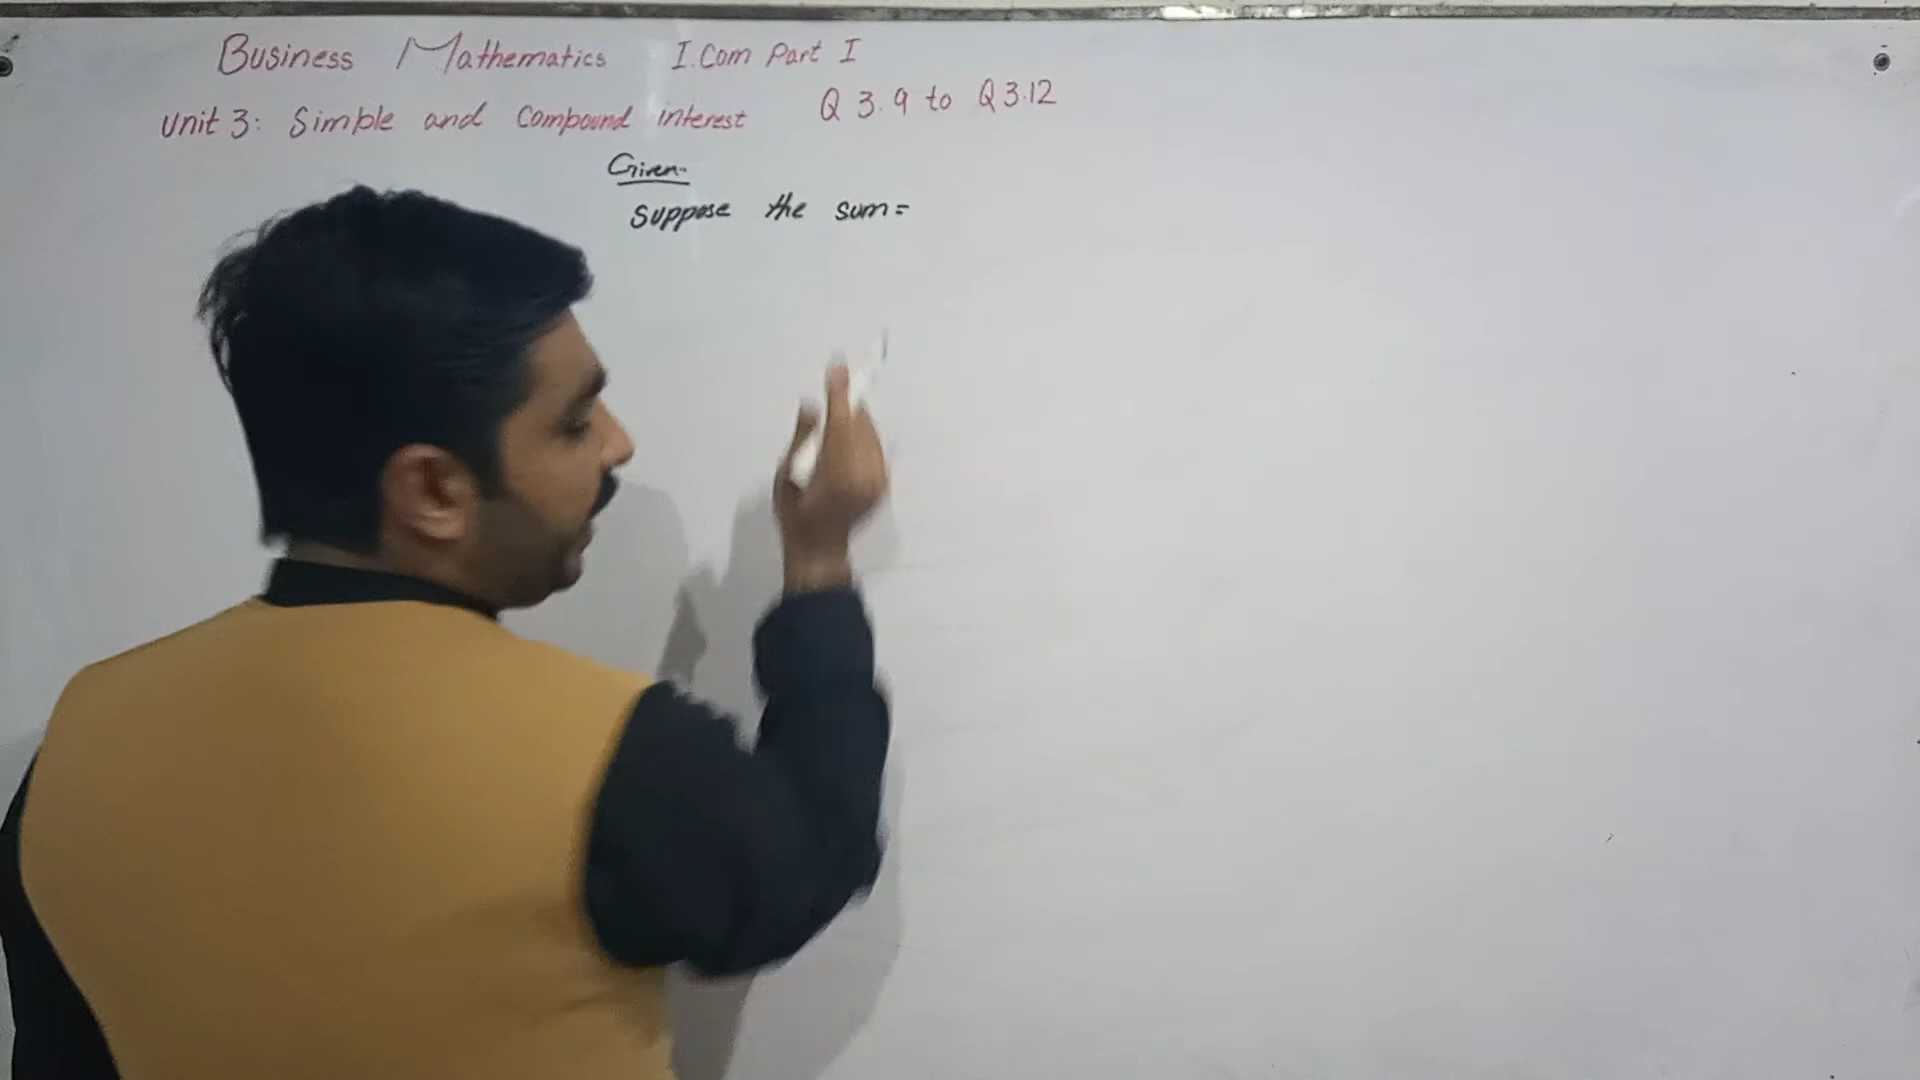 Business Mathematics I.Com Part I
Unit 3: Simble and Compound interest Q 3.9 to Q 3.12
Given:-
Suppose the sum=